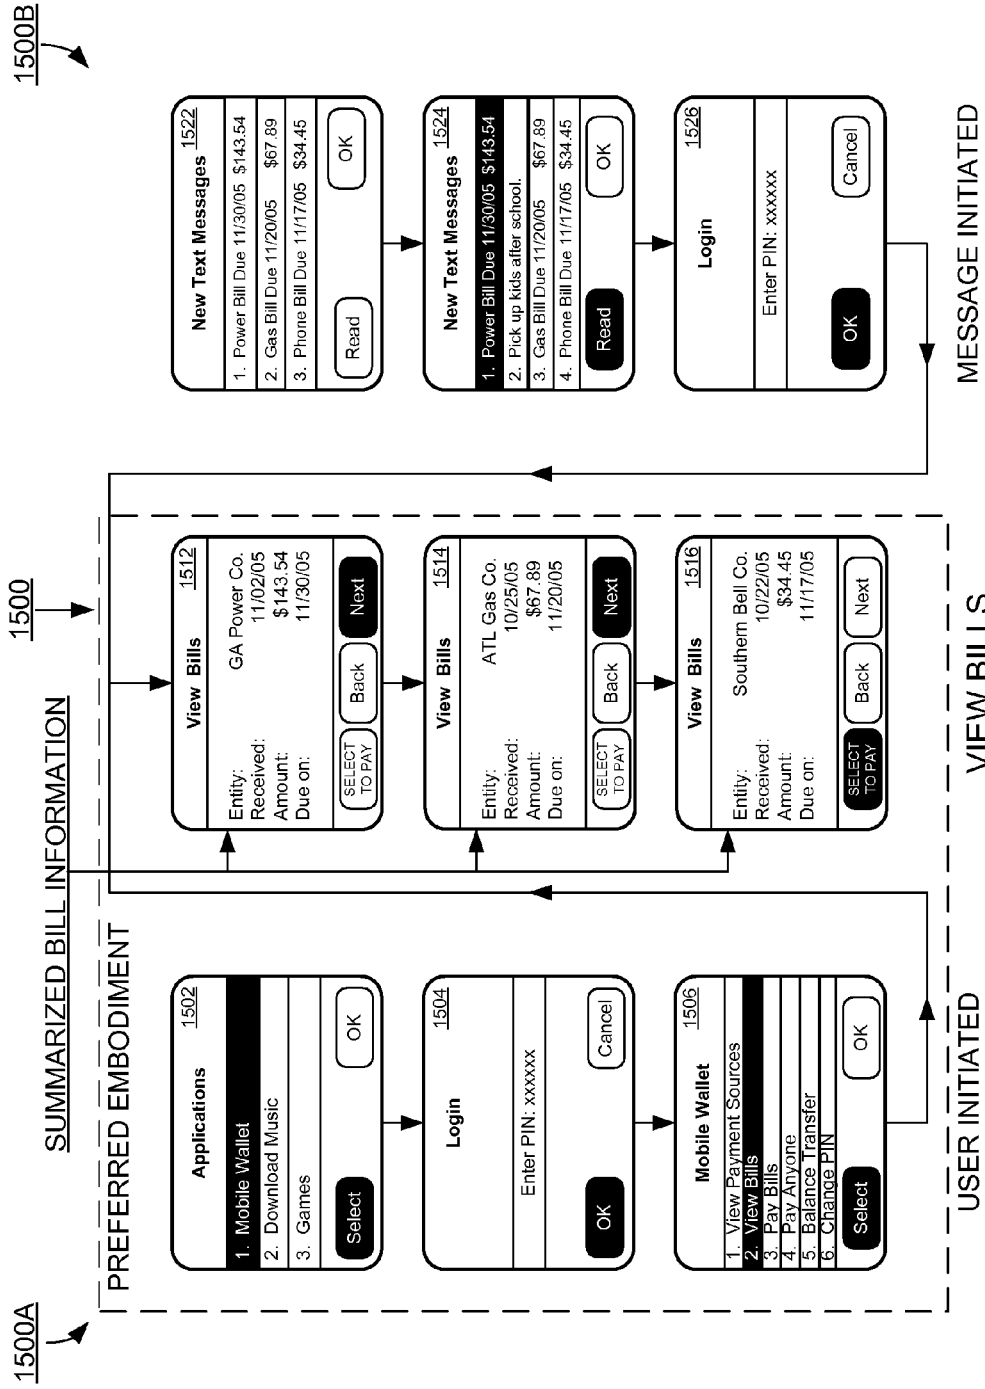 1500A
1500
1500B
SUMMARIZED BILL INFORMATION
PREFERRED EMBODIMENT
Applications
1502
1. Mobile Wallet
2. Download Music
3. Games
Select OK
Login
1504
Enter PIN: xxxxxx
OK Cancel
Mobile Wallet
1506
1. View Payment Sources
2. View Bills
3. Pay Bills
4. Pay Anyone
5. Balance Transfer
6. Change PIN
Select OK
USER INITIATED
View Bills
1512
Entity: GA Power Co.
Received: 11/02/05
Amount: $143.54
Due on: 11/30/05
SELECT
TO PAY
Back Next
View Bills
1514
Entity: ATL Gas Co.
Received: 10/25/05
Amount: $67.89
Due on: 11/20/05
SELECT
TO PAY
Back Next
View Bills
1516
Entity: Southern Bell Co.
Received: 10/22/05
Amount: $34.45
Due on: 11/17/05
SELECT
TO PAY
Back Next
VIEW BILLS
New Text Messages
1522
1. Power Bill Due 11/30/05 $143.54
2. Gas Bill Due 11/20/05 $67.89
3. Phone Bill Due 11/17/05 $34.45
Read OK
New Text Messages
1524
1. Power Bill Due 11/30/05 $143.54
2. Pick up kids after school.
3. Gas Bill Due 11/20/05 $67.89
4. Phone Bill Due 11/17/05 $34.45
Read OK
Login
1526
Enter PIN: xxxxxx
OK Cancel
MESSAGE INITIATED